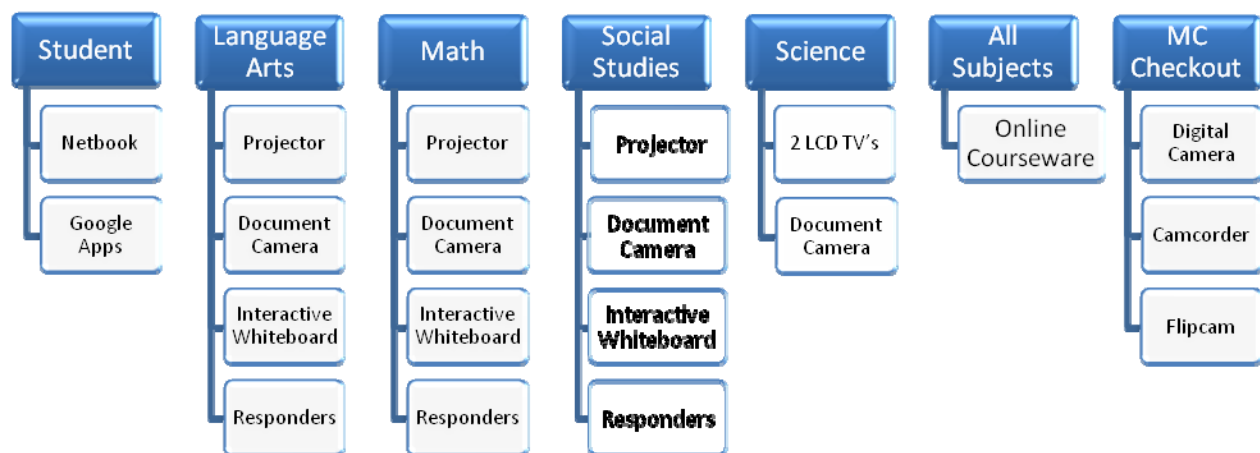 Student
Netbook
Google
Apps
Language
Arts
Projector
Document
Camera
Interactive
Whiteboard
Responders
Math
Projector
Document
Camera
Interactive
Whiteboard
Responders
Social
Studies
Projector
Document
Camera
Interactive
Whiteboard
Responders
Science
2 LCD TV's
Document
Camera
All
Subjects
Online
Courseware
MC
Checkout
Digital
Camera
Camcorder
Flipcam